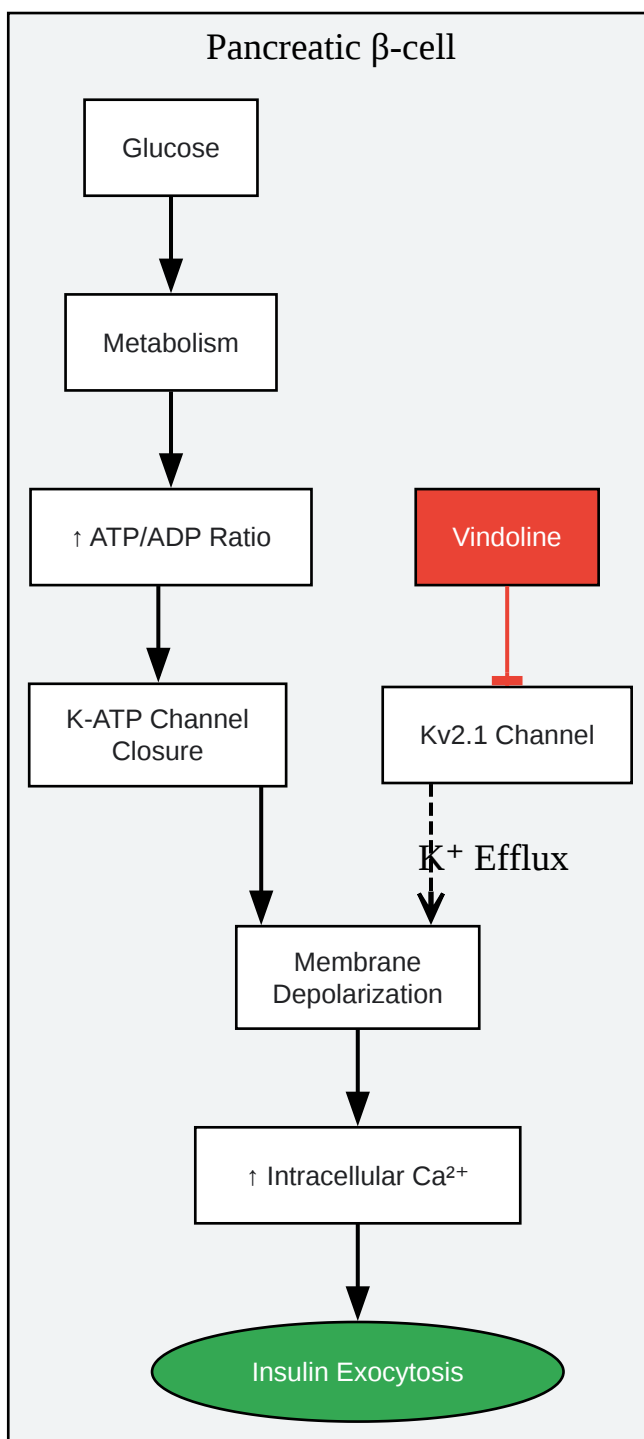 Pancreatic β-cell
Glucose
Metabolism
↑ ATP/ADP Ratio
Vindoline
K-ATP Channel
Closure
Kv2.1 Channel
K⁺ Efflux
Membrane
Depolarization
↑ Intracellular Ca²⁺
Insulin Exocytosis